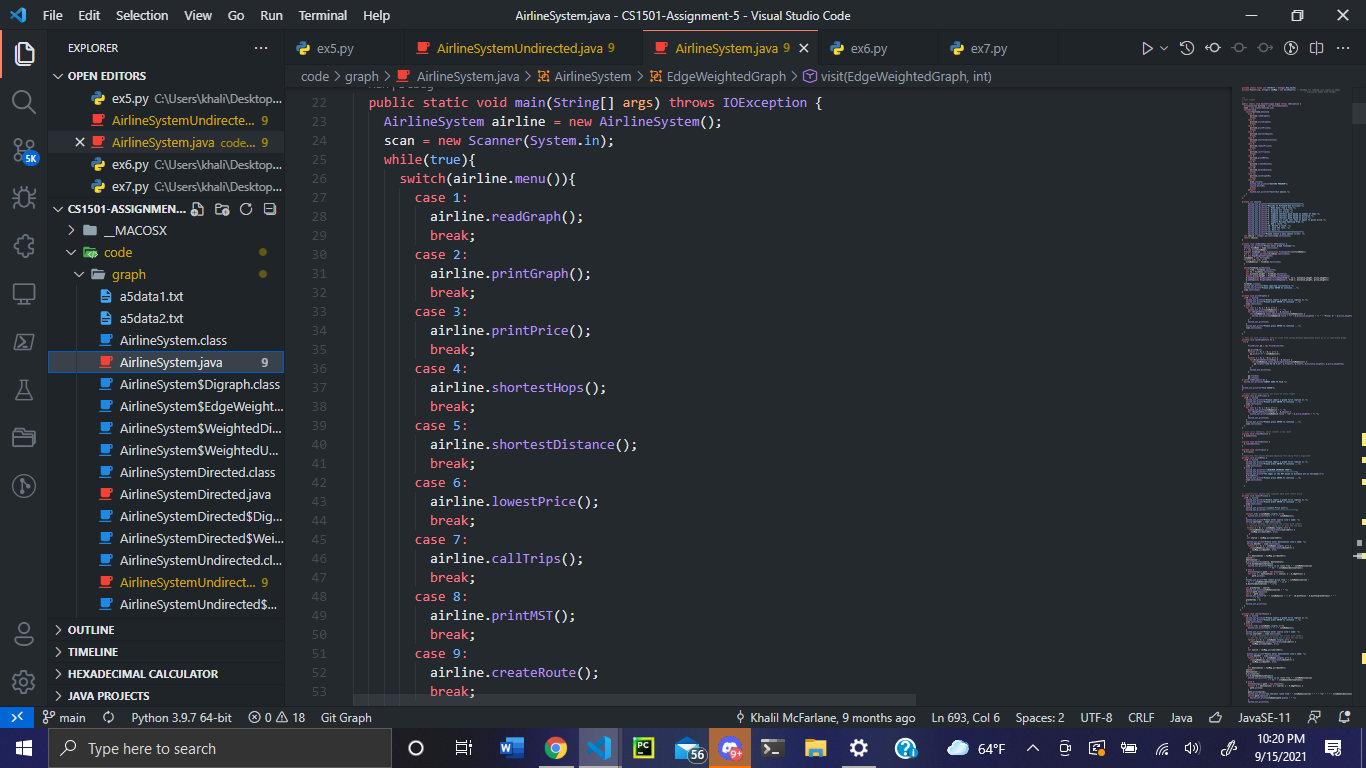 File Edit Selection View Go Run Terminal Help AirlineSystem.java - CS1501-Assignment-5 - Visual Studio Code
EXPLORER
ex5.py AirlineSystemUndirected.java 9 AirlineSystem.java 9 ex6.py ex7.py
OPEN EDITORS
ex5.py C:\Users\khali\Desktop...
AirlineSystemUndirecte... 9
AirlineSystem.java code... 9
ex6.py C:\Users\khali\Desktop...
ex7.py C:\Users\khali\Desktop...
CS1501-ASSIGNMEN...
__MACOSX
code
graph
a5data1.txt
a5data2.txt
AirlineSystem.class
AirlineSystem.java 9
AirlineSystem$Digraph.class
AirlineSystem$EdgeWeight...
AirlineSystem$WeightedDi...
AirlineSystem$WeightedU...
AirlineSystemDirected.class
AirlineSystemDirected.java
AirlineSystemDirected$Dig...
AirlineSystemDirected$Wei...
AirlineSystemUndirected.cl...
AirlineSystemUndirect... 9
AirlineSystemUndirected$...
OUTLINE
TIMELINE
HEXADECIMAL CALCULATOR
JAVA PROJECTS
5K
code > graph > AirlineSystem.java > AirlineSystem > EdgeWeightedGraph > visit(EdgeWeightedGraph, int)
22 public static void main(String[] args) throws IOException {
23 AirlineSystem airline = new AirlineSystem();
24 scan = new Scanner(System.in);
25 while(true){
26 switch(airline.menu()){
27 case 1:
28 airline.readGraph();
29 break;
30 case 2:
31 airline.printGraph();
32 break;
33 case 3:
34 airline.printPrice();
35 break;
36 case 4:
37 airline.shortestHops();
38 break;
39 case 5:
40 airline.shortestDistance();
41 break;
42 case 6:
43 airline.lowestPrice();
44 break;
45 case 7:
46 airline.callTrips();
47 break;
48 case 8:
49 airline.printMST();
50 break;
51 case 9:
52 airline.createRoute();
53 break;
main Python 3.9.7 64-bit 0 18 Git Graph Khalil McFarlane, 9 months ago Ln 693, Col 6 Spaces: 2 UTF-8 CRLF Java JavaSE-11
Type here to search
56
9+
64°F
10:20 PM
9/15/2021